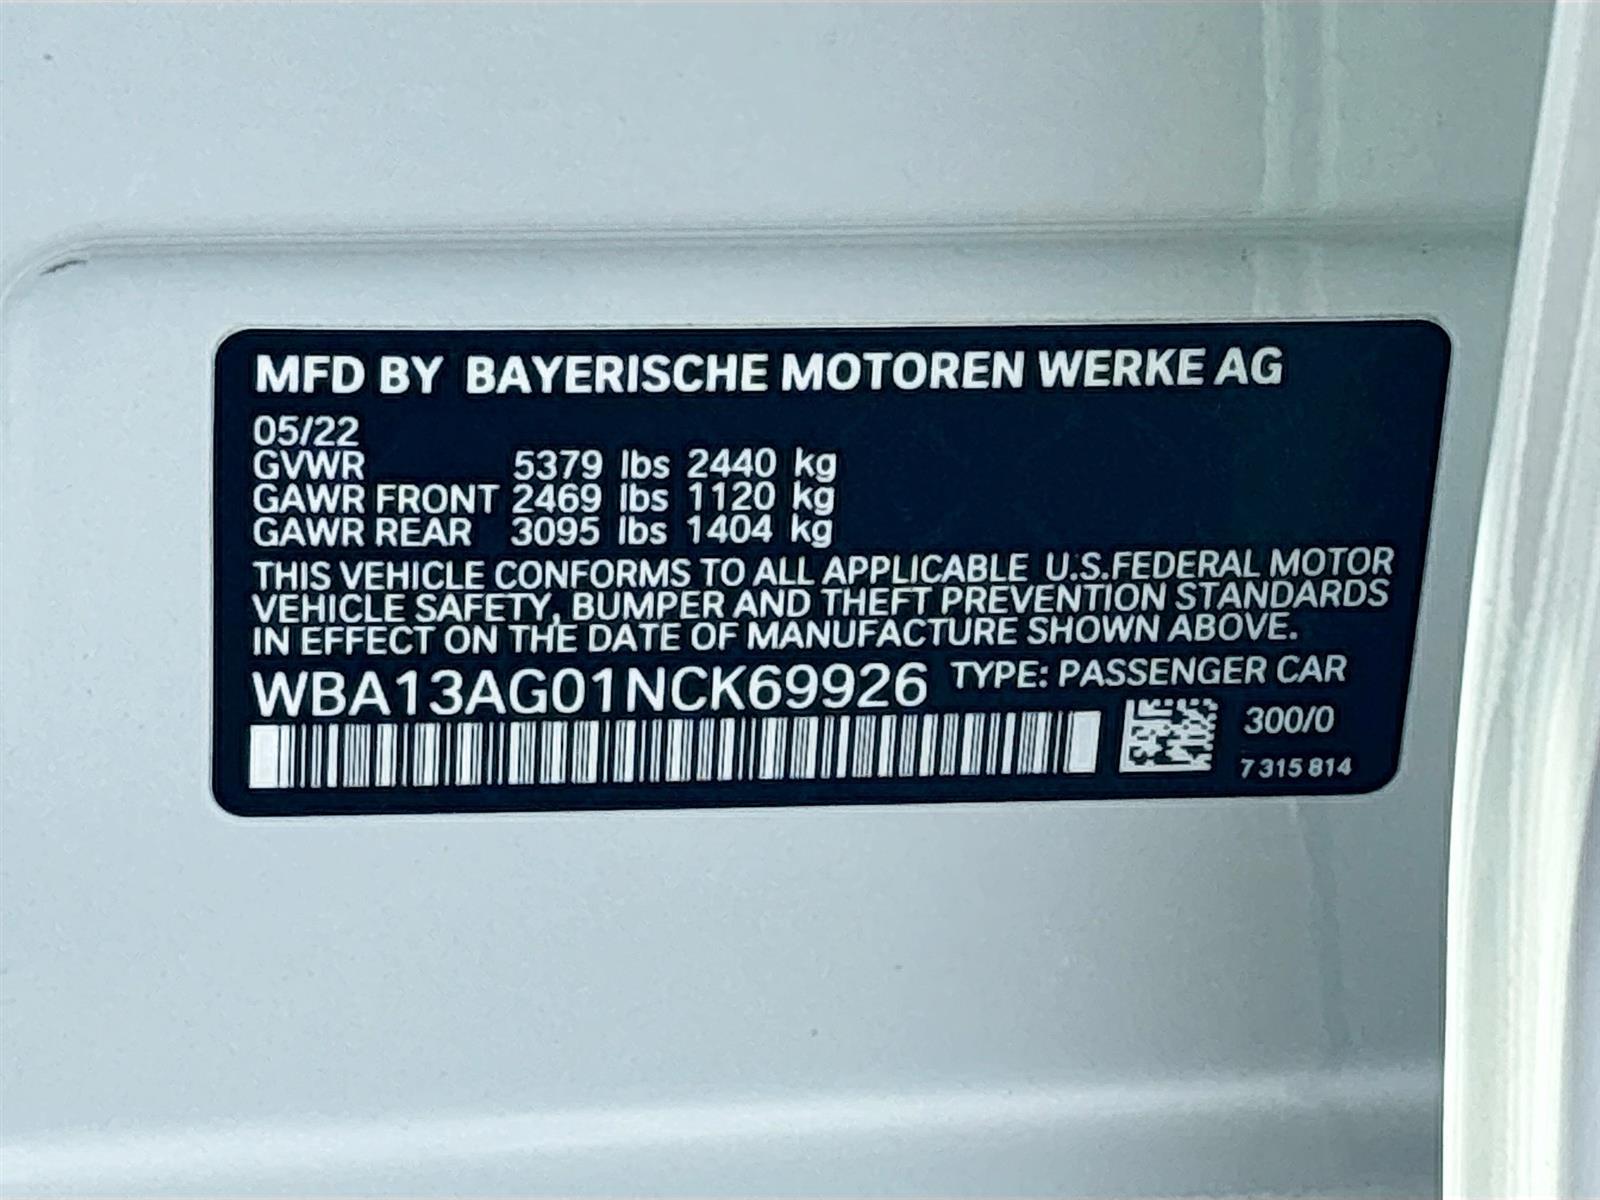 MFD BY BAYERISCHE MOTOREN WERKE AG
05/22
GVWR 5379 lbs 2440 kg
GAWR FRONT 2469 lbs 1120 kg
GAWR REAR 3095 lbs 1404 kg
THIS VEHICLE CONFORMS TO ALL APPLICABLE U.S.FEDERAL MOTOR
VEHICLE SAFETY, BUMPER AND THEFT PREVENTION STANDARDS
IN EFFECT ON THE DATE OF MANUFACTURE SHOWN ABOVE.
WBA13AG01NCK69926 TYPE: PASSENGER CAR
300/0
7 315 814